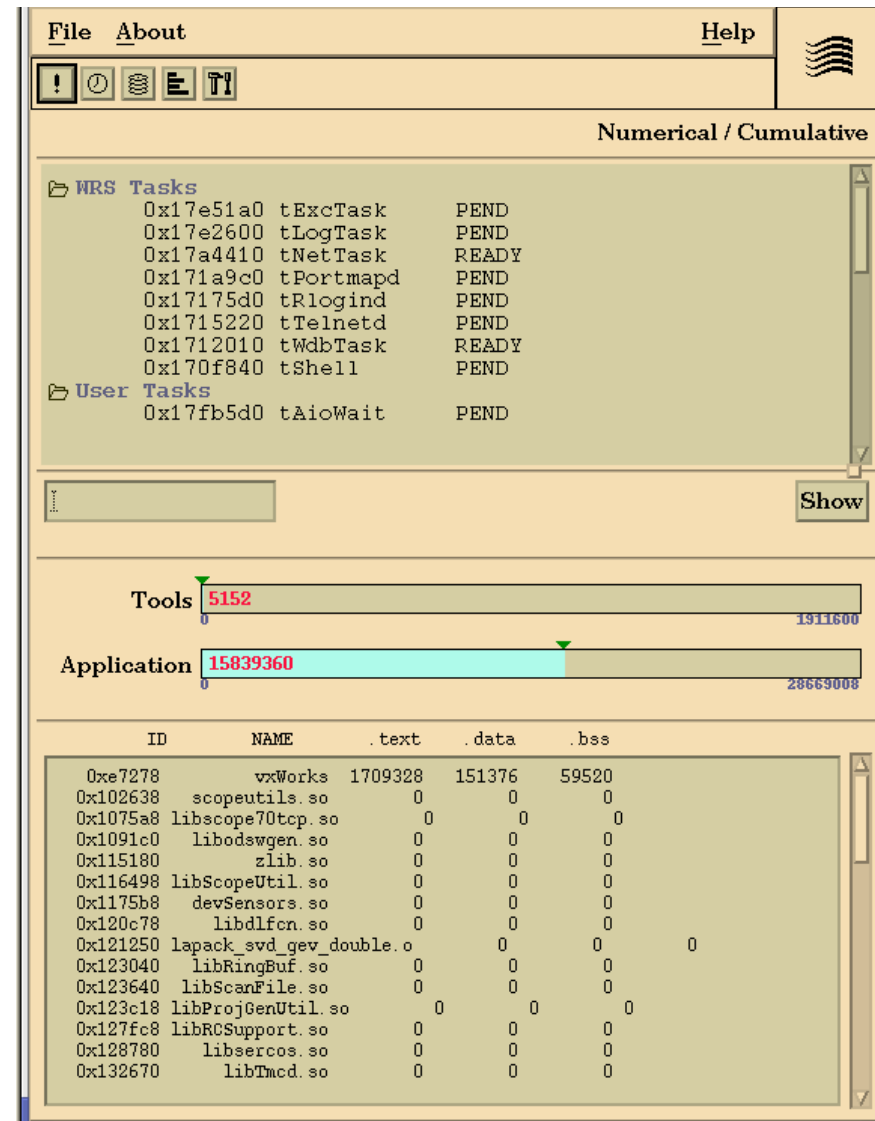 File About Help
!
Numerical / Cumulative
WRS Tasks
0x17e51a0 tExcTask PEND
0x17e2600 tLogTask PEND
0x17a4410 tNetTask READY
0x171a9c0 tPortmapd PEND
0x17175d0 tRlogind PEND
0x1715220 tTelnetd PEND
0x1712010 tWdbTask READY
0x170f840 tShell PEND
User Tasks
0x17fb5d0 tAioWait PEND
Show
Tools 5152
0 1911600
Application 15839360
0 28669008
ID NAME .text .data .bss
0xe7278 vxWorks 1709328 151376 59520
0x102638 scopeutils.so 0 0 0
0x1075a8 libscope70tcp.so 0 0 0
0x1091c0 libodswgen.so 0 0 0
0x115180 zlib.so 0 0 0
0x116498 libScopeUtil.so 0 0 0
0x1175b8 devSensors.so 0 0 0
0x120c78 libdlfcn.so 0 0 0
0x121250 lapack_svd_gev_double.o 0 0 0
0x123040 libRingBuf.so 0 0 0
0x123640 libScanFile.so 0 0 0
0x123c18 libProjGenUtil.so 0 0 0
0x127fc8 libRCSupport.so 0 0 0
0x128780 libsercos.so 0 0 0
0x132670 libTmcd.so 0 0 0